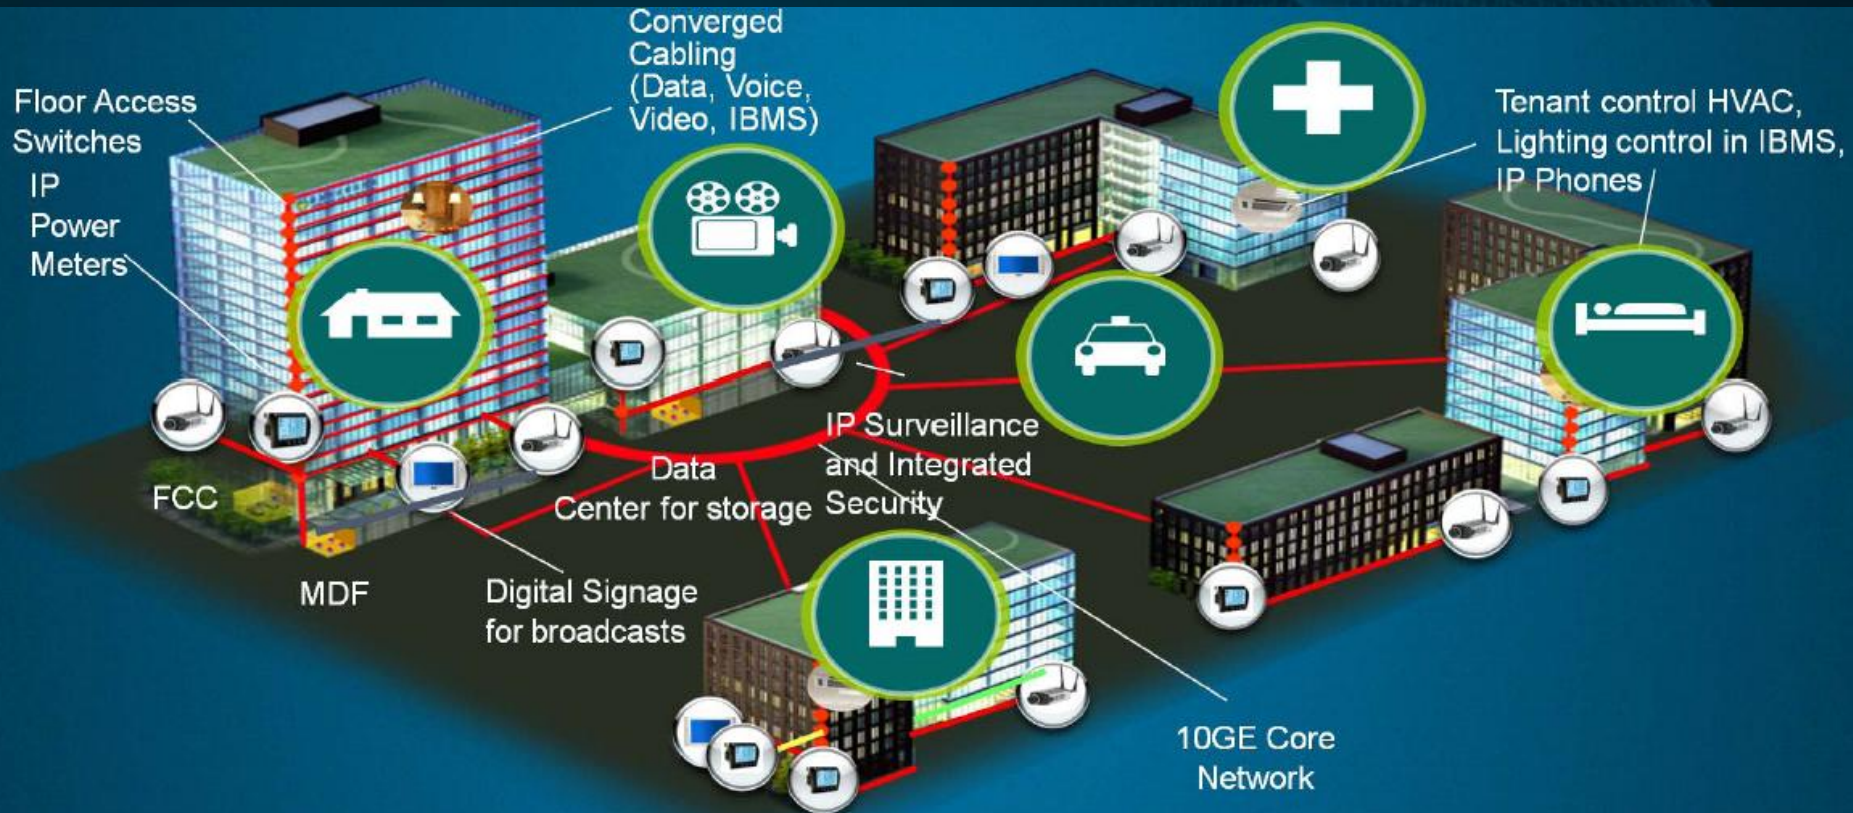 Converged
Cabling
(Data, Voice,
Video, IBMS)
Floor Access
Switches
IP
Power
Meters
Tenant control HVAC,
Lighting control in IBMS,
IP Phones
IP Surveillance
and Integrated
Security
Data
Center for storage
FCC
MDF
Digital Signage
for broadcasts
10GE Core
Network